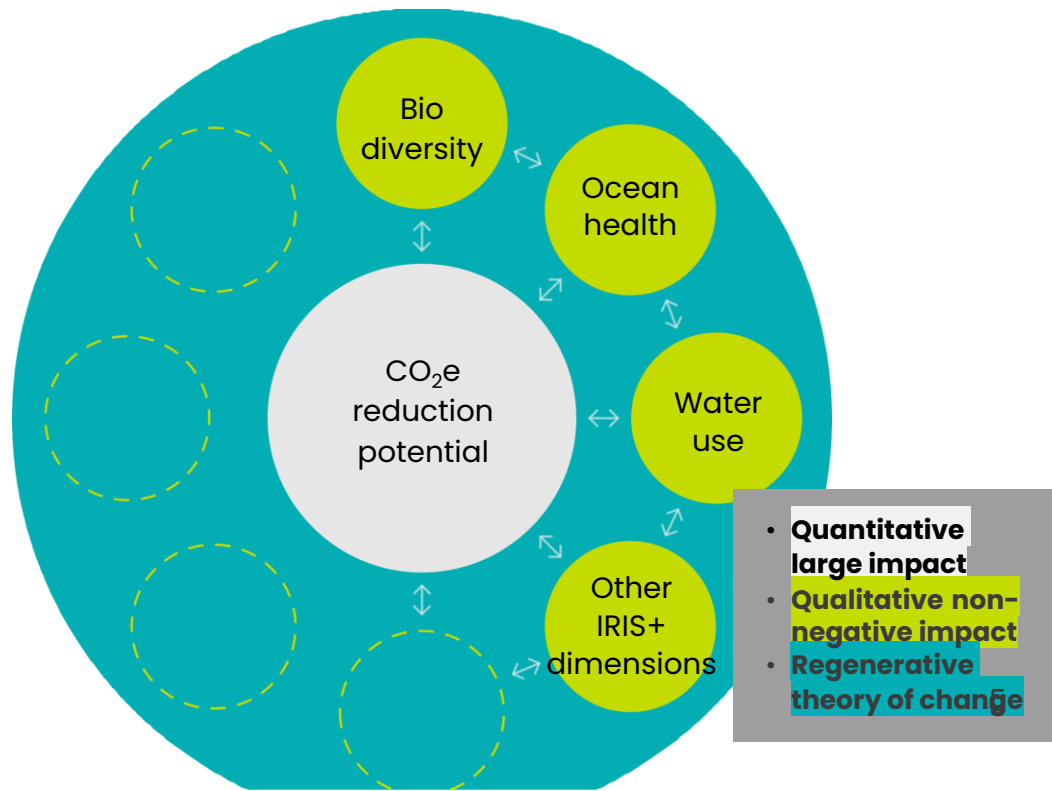 Bio
diversity
Ocean
health
CO₂e
reduction
potential
Water
use
Other
IRIS+
dimensions
• Quantitative
large impact
• Qualitative non-
negative impact
• Regenerative
theory of change
5